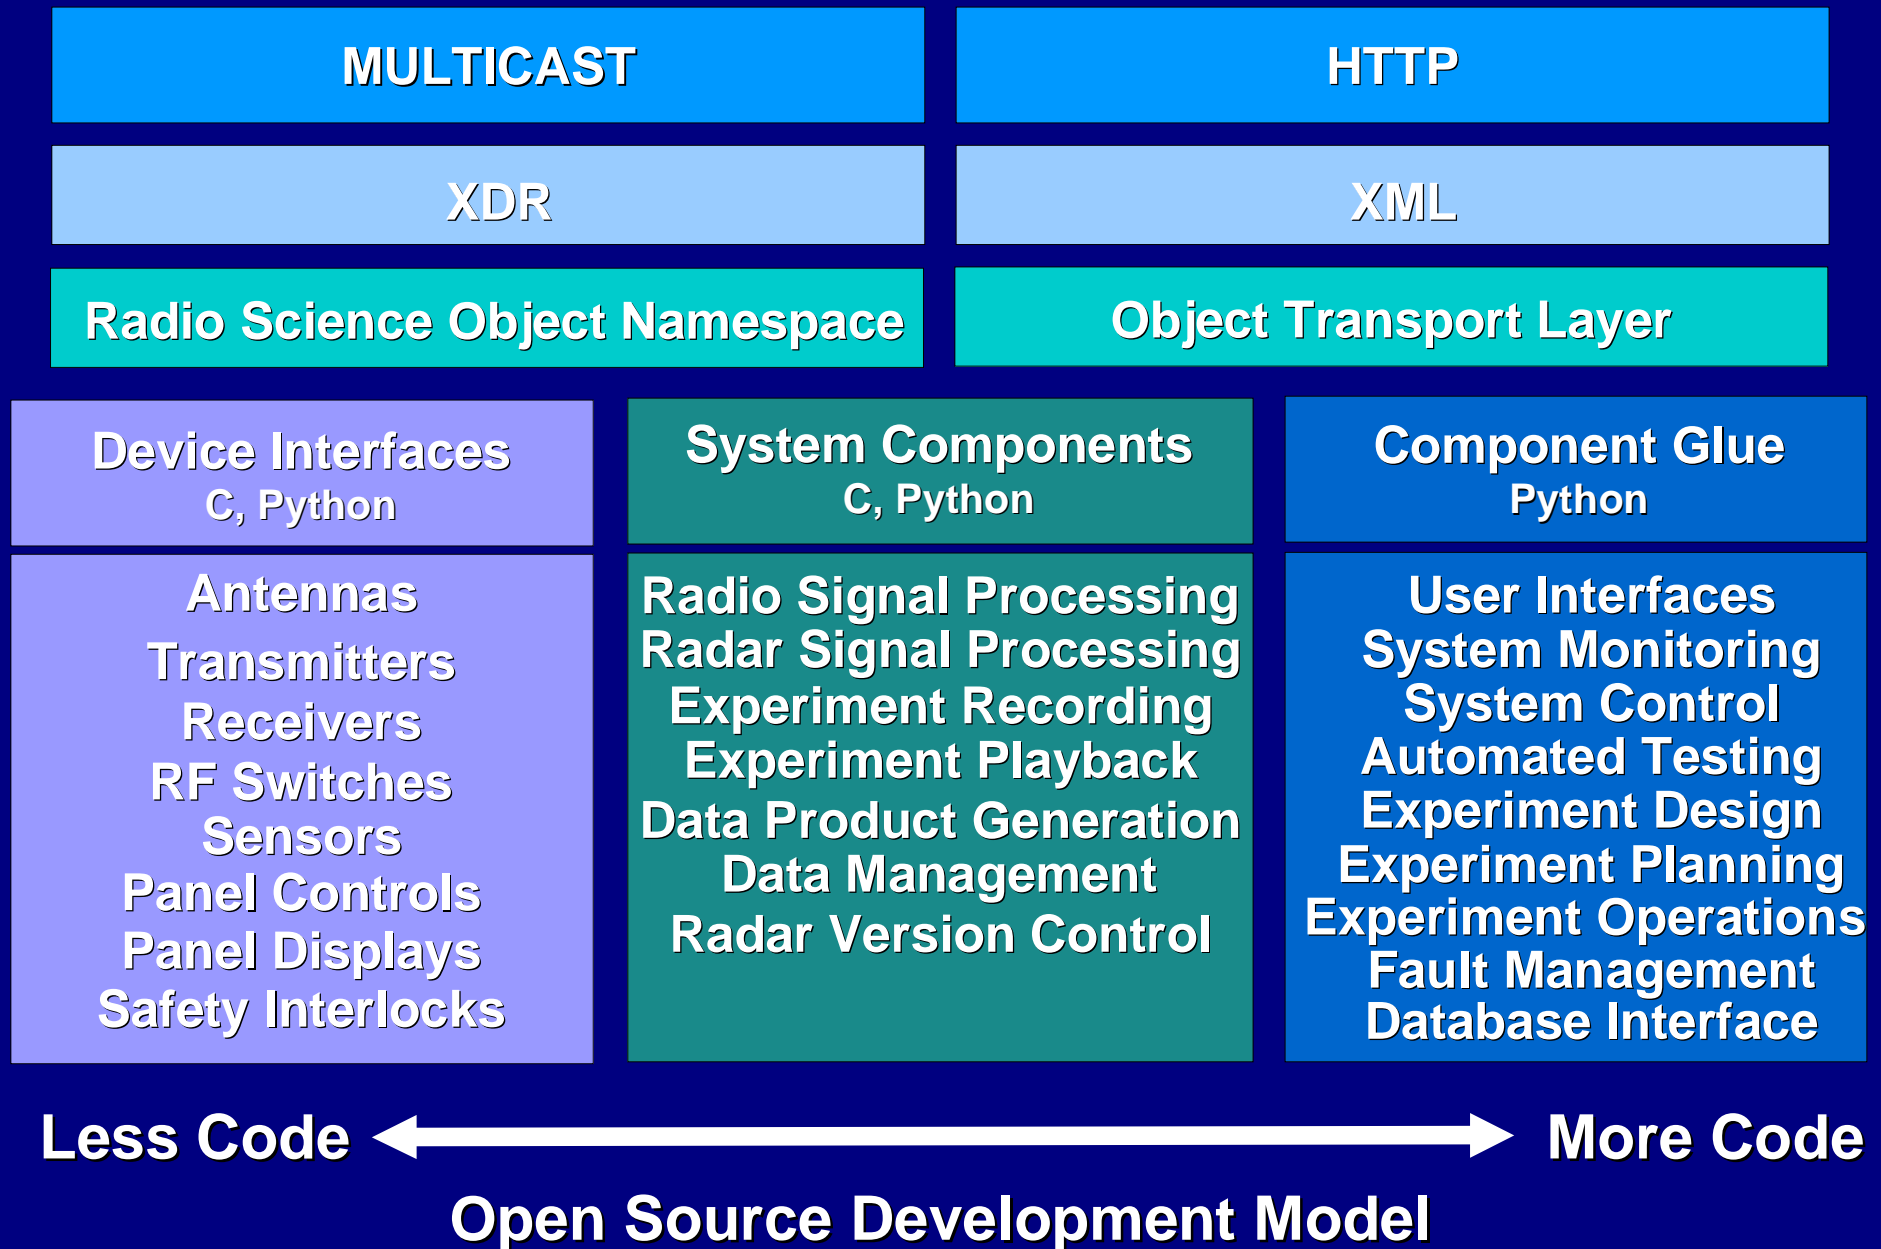 MULTICAST
HTTP
XDR
XML
Radio Science Object Namespace
Object Transport Layer
Device Interfaces
C, Python
Antennas
Transmitters
Receivers
RF Switches
Sensors
Panel Controls
Panel Displays
Safety Interlocks
System Components
C, Python
Radio Signal Processing
Radar Signal Processing
Experiment Recording
Experiment Playback
Data Product Generation
Data Management
Radar Version Control
Component Glue
Python
User Interfaces
System Monitoring
System Control
Automated Testing
Experiment Design
Experiment Planning
Experiment Operations
Fault Management
Database Interface
Less Code
More Code
Open Source Development Model